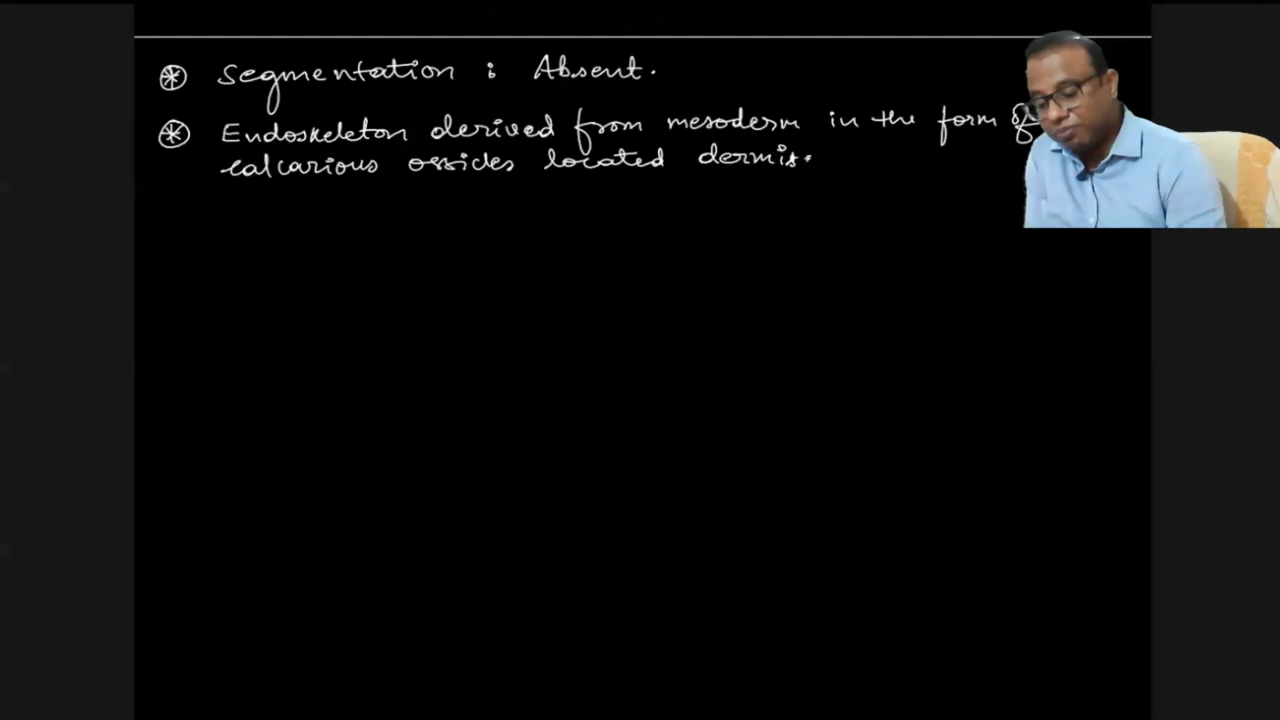 ⊛ Segmentation : Absent.
⊛ Endoskeleton derived from mesoderm in the form of
calcarious ossicles located dermis.